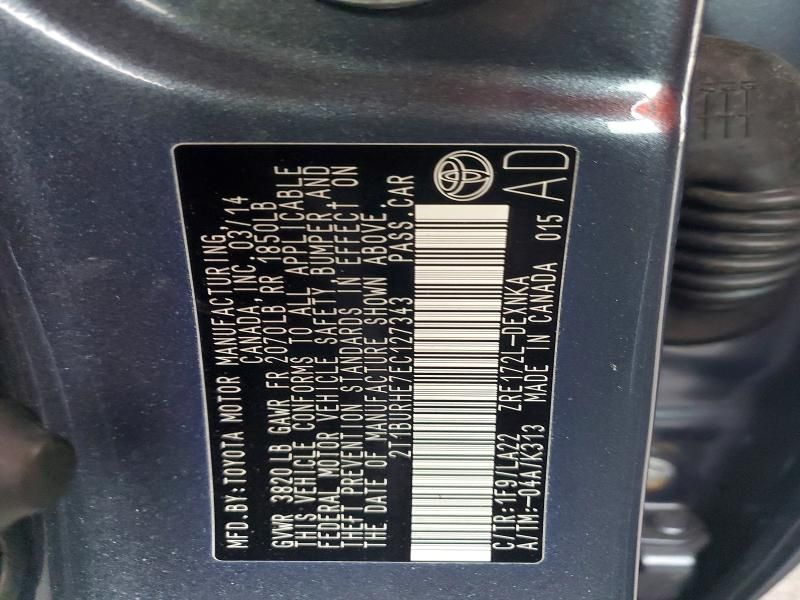 MFD.BY:TOYOTA MOTOR MANUFACTURING,
CANADA, INC. 03/14
GVWR 3820 LB GAWR FR 2070LB RR 1850LB
THIS VEHICLE CONFORMS TO ALL APPLICABLE
FEDERAL MOTOR VEHICLE SAFETY, BUMPER, AND
THEFT PREVENTION STANDARDS IN EFFECT ON
THE DATE OF MANUFACTURE SHOWN ABOVE.
2T1BURHE7EC127343 PASS.CAR
C/TR:1F9/LA22 ZRE172L-DEXNKA
A/TM:-04A/K313 MADE IN CANADA 015 AD